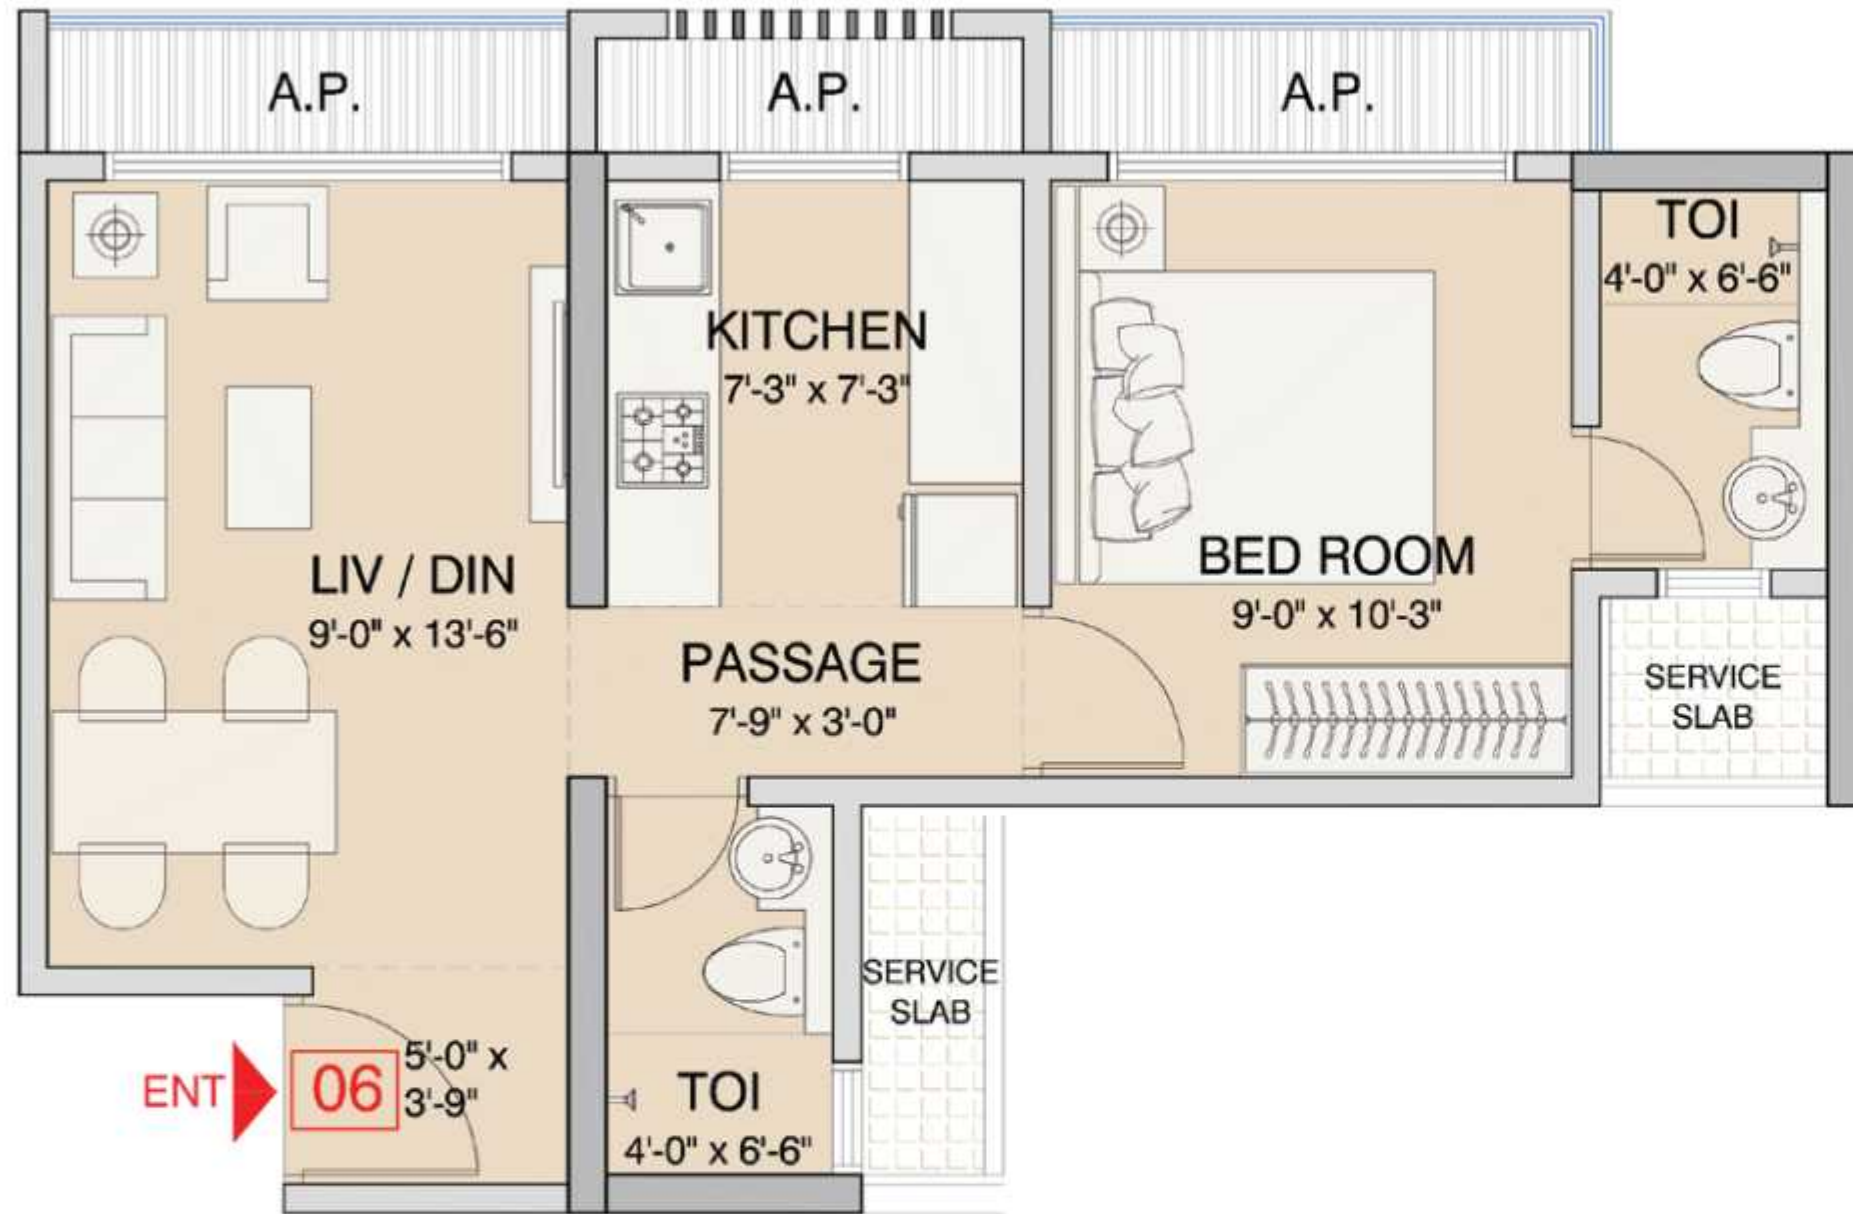 A.P.
A.P.
A.P.
TOI
4'-0" x 6'-6"
KITCHEN
7'-3" x 7'-3"
LIV / DIN
9'-0" x 13'-6"
BED ROOM
9'-0" x 10'-3"
PASSAGE
7'-9" x 3'-0"
SERVICE
SLAB
SERVICE
SLAB
ENT
06
5'-0" x
3'-9"
TOI
4'-0" x 6'-6"